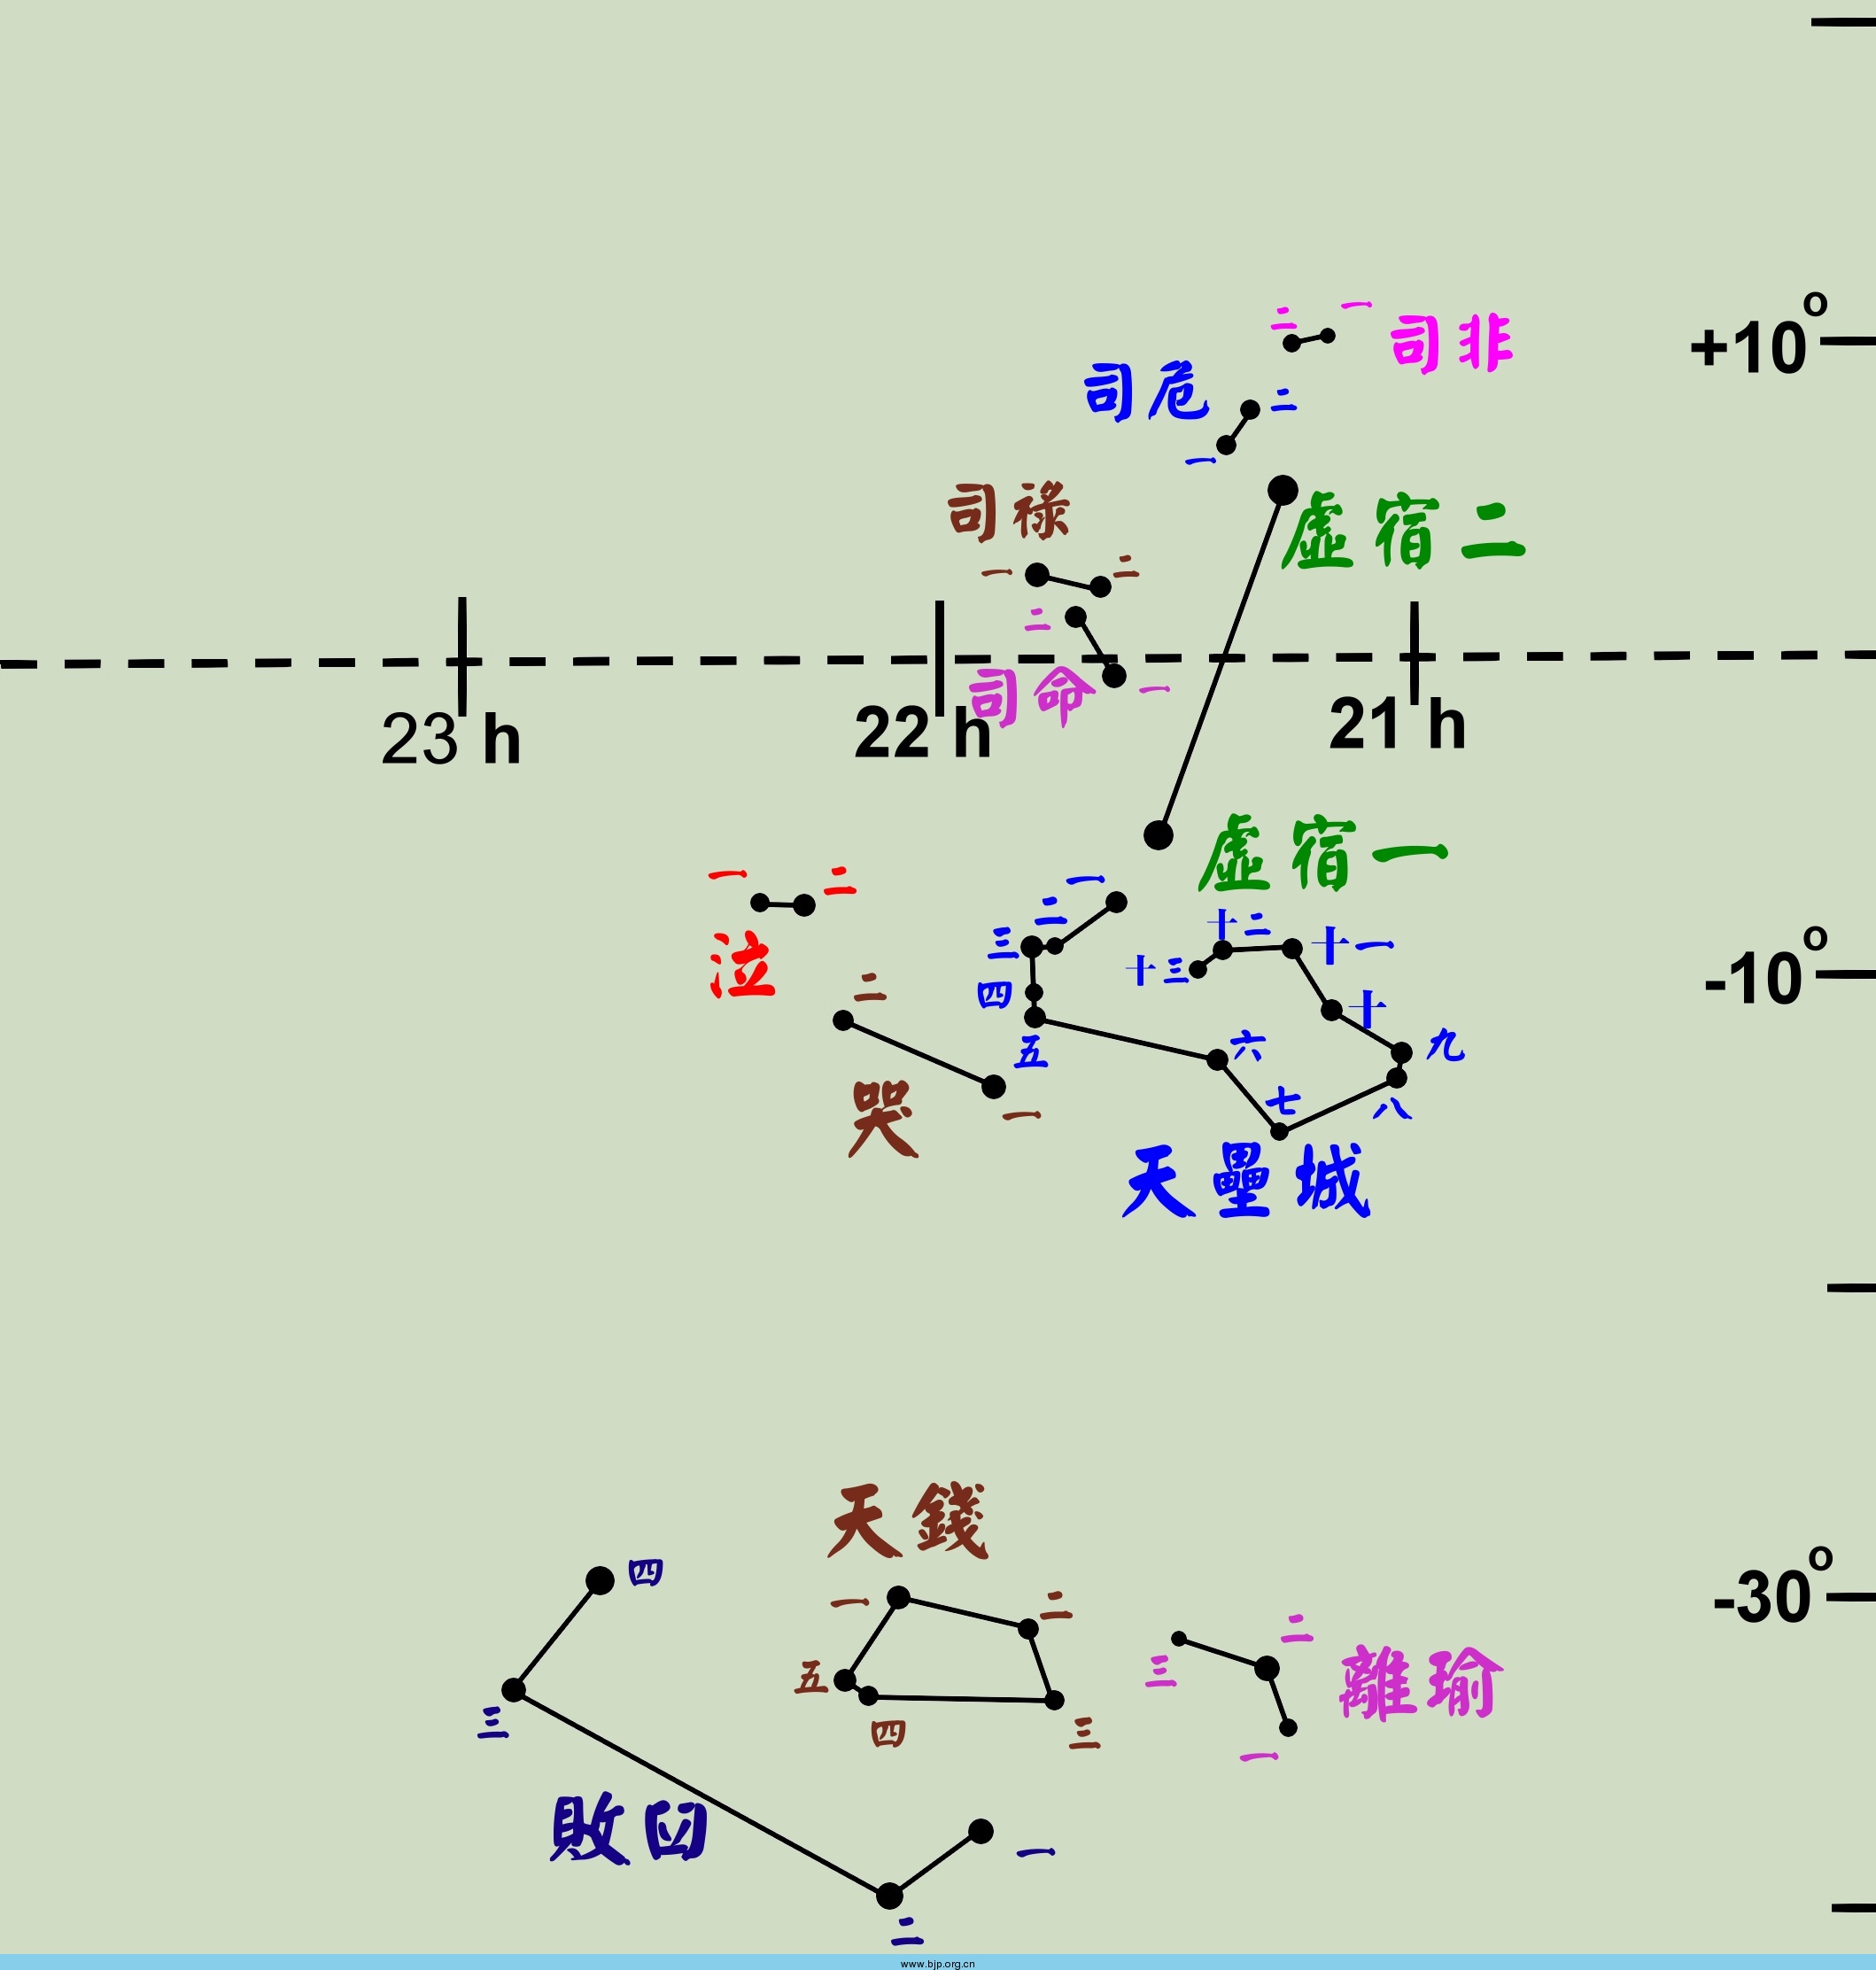 二 一
司非
+10°
司危 二
一
司祿
一 二
虛宿二
二
司命 一
23 h
22 h
21 h
虛宿一
一 二
泣
一
二
三
四
五
六
七
八
九
十
十一
十二
十三
天壘城
-10°
二
哭 一
天錢
一 二
五
四 三
-30°
二
三
離瑜
一
四
三
敗臼
一
二
www.bjp.org.cn